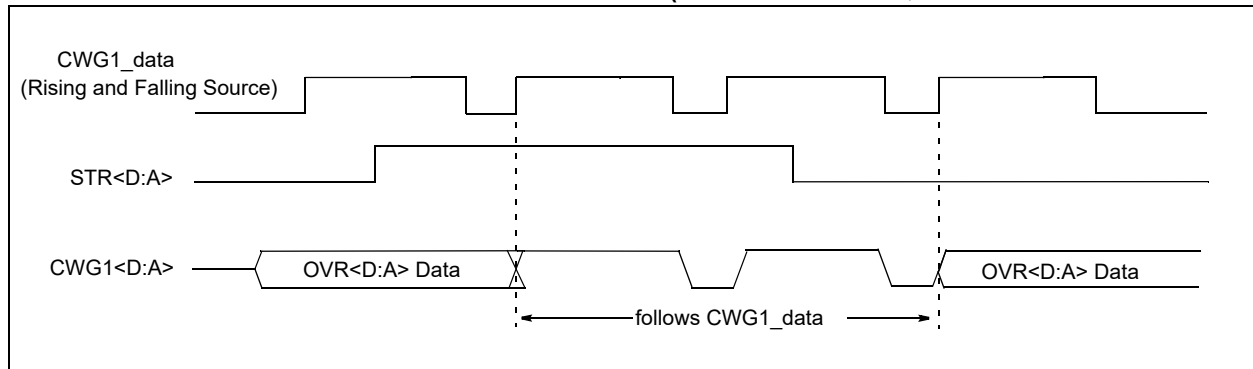 CWG1_data
(Rising and Falling Source)
STR<D:A>
CWG1<D:A>
OVR<D:A> Data
OVR<D:A> Data
follows CWG1_data